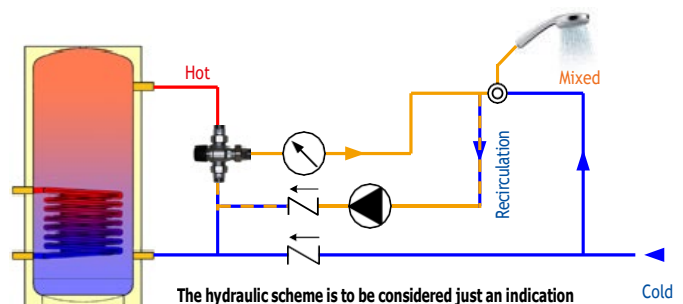 Hot
Mixed
Recirculation
The hydraulic scheme is to be considered just an indication
Cold